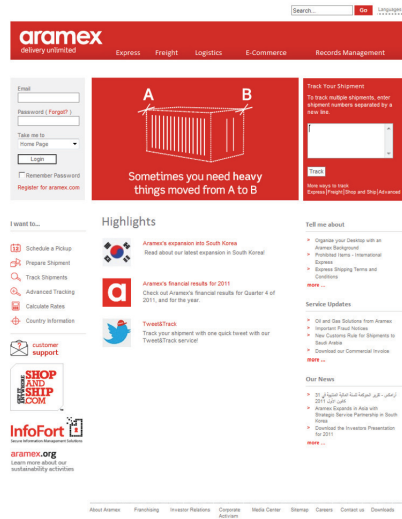 Search...
Go
Languages
aramex
delivery unlimited
Express Freight Logistics E-Commerce Records Management
Email
Password ( Forgot? )
Take me to
Home Page
Login
Remember Password
Register for aramex.com
A B
Sometimes you need heavy
things moved from A to B
Track Your Shipment
To track multiple shipments, enter
shipment numbers separated by a
new line.
Track
More ways to track
Express | Freight | Shop and Ship | Advanced
I want to...
Schedule a Pickup
Prepare Shipment
Track Shipments
Advanced Tracking
Calculate Rates
Country Information
customer
support
SHOP
AND
SHIP
.COM
InfoFort
Secure Information Management Solutions
aramex.org
Learn more about our
sustainability activities
Highlights
Aramex's expansion into South Korea
Read about our latest expansion in South Korea!
a
Aramex's financial results for 2011
Check out Aramex's financial results for Quarter 4 of
2011, and for the year.
Tweet&Track
Track your shipment with one quick tweet with our
Tweet&Track service!
Tell me about
Organize your Desktop with an
Aramex Background
Prohibited Items - International
Express
Express Shipping Terms and
Conditions
more ...
Service Updates
Oil and Gas Solutions from Aramex
Important Fraud Notices
New Customs Rule for Shipments to
Saudi Arabia
Download our Commercial Invoice
more ...
Our News
كانون الأول 2011
Aramex Expands in Asia with
Strategic Service Partnership in South
Korea
Download the Investors Presentation
for 2011
more ...
About Aramex Franchising Investor Relations Corporate Activism Media Center Sitemap Careers Contact us Downloads